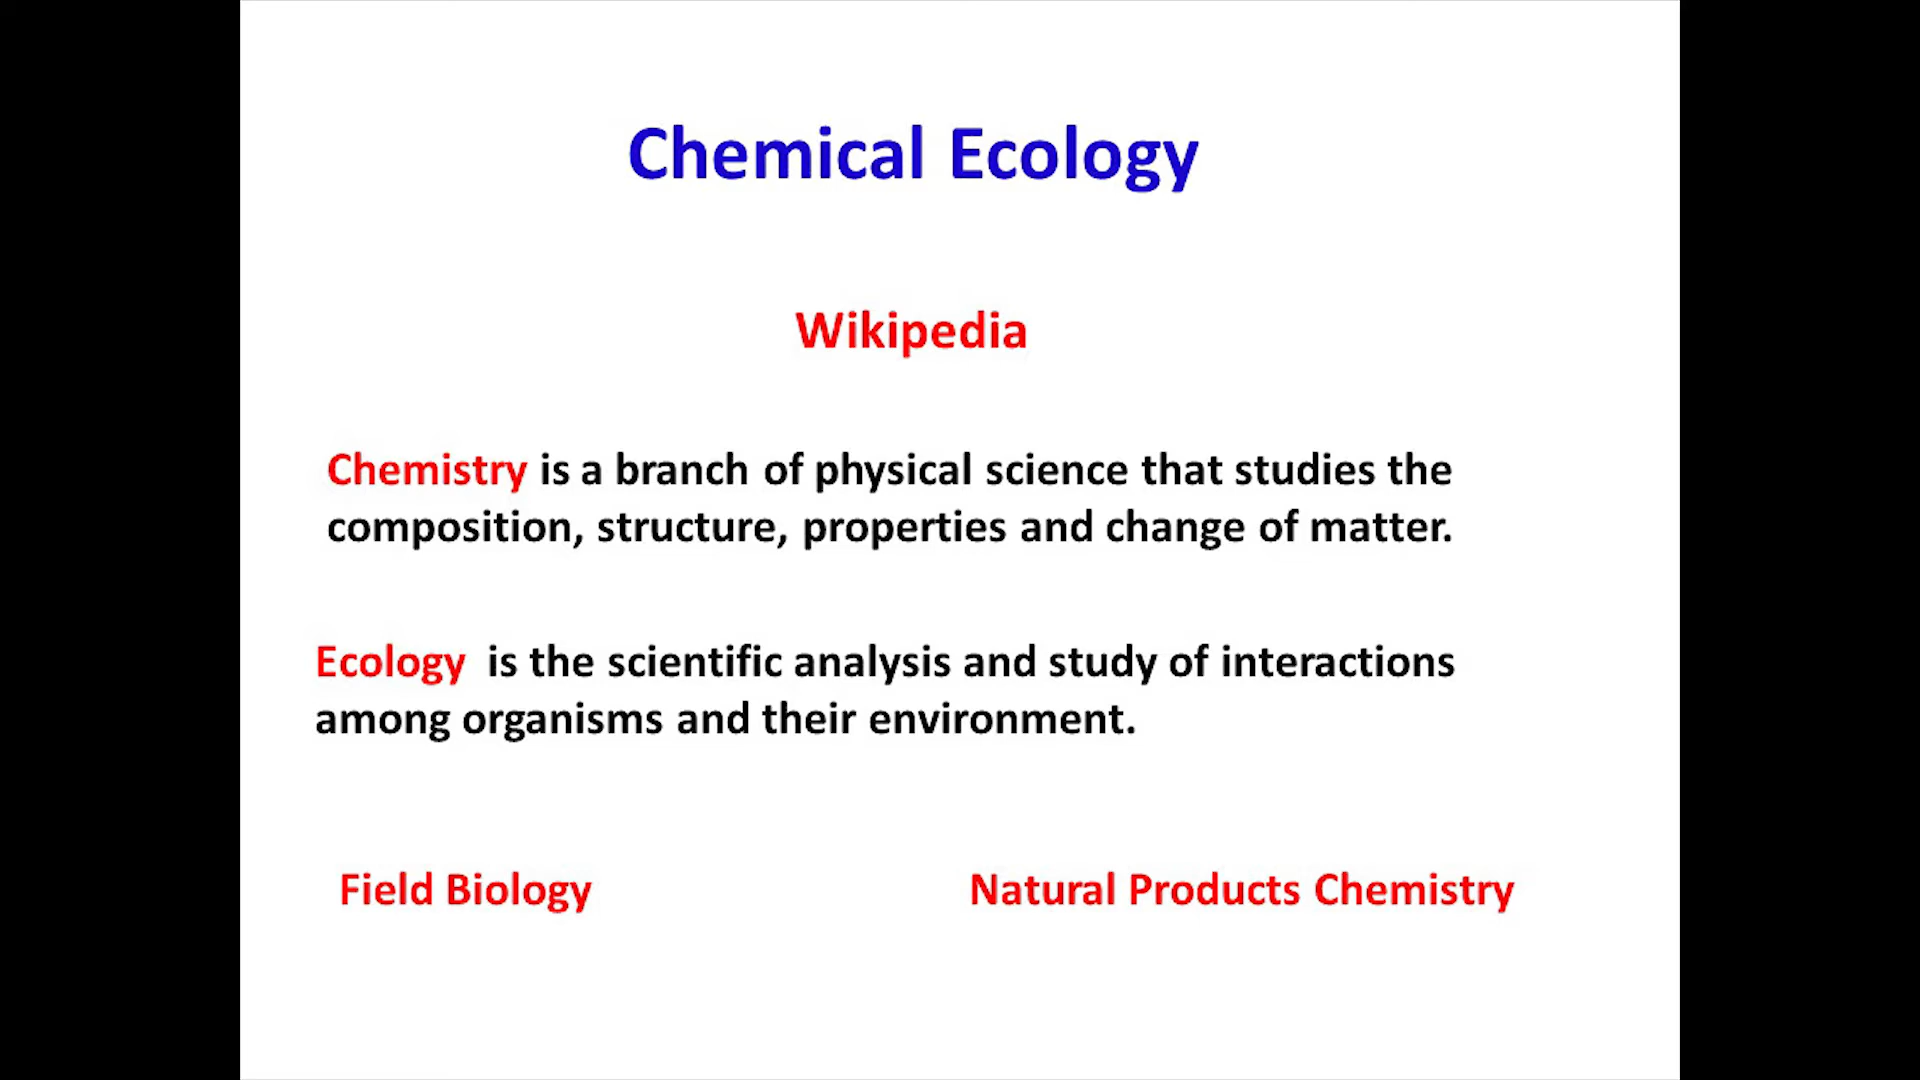 Chemical Ecology
Wikipedia
Chemistry is a branch of physical science that studies the
composition, structure, properties and change of matter.
Ecology is the scientific analysis and study of interactions
among organisms and their environment.
Field Biology
Natural Products Chemistry